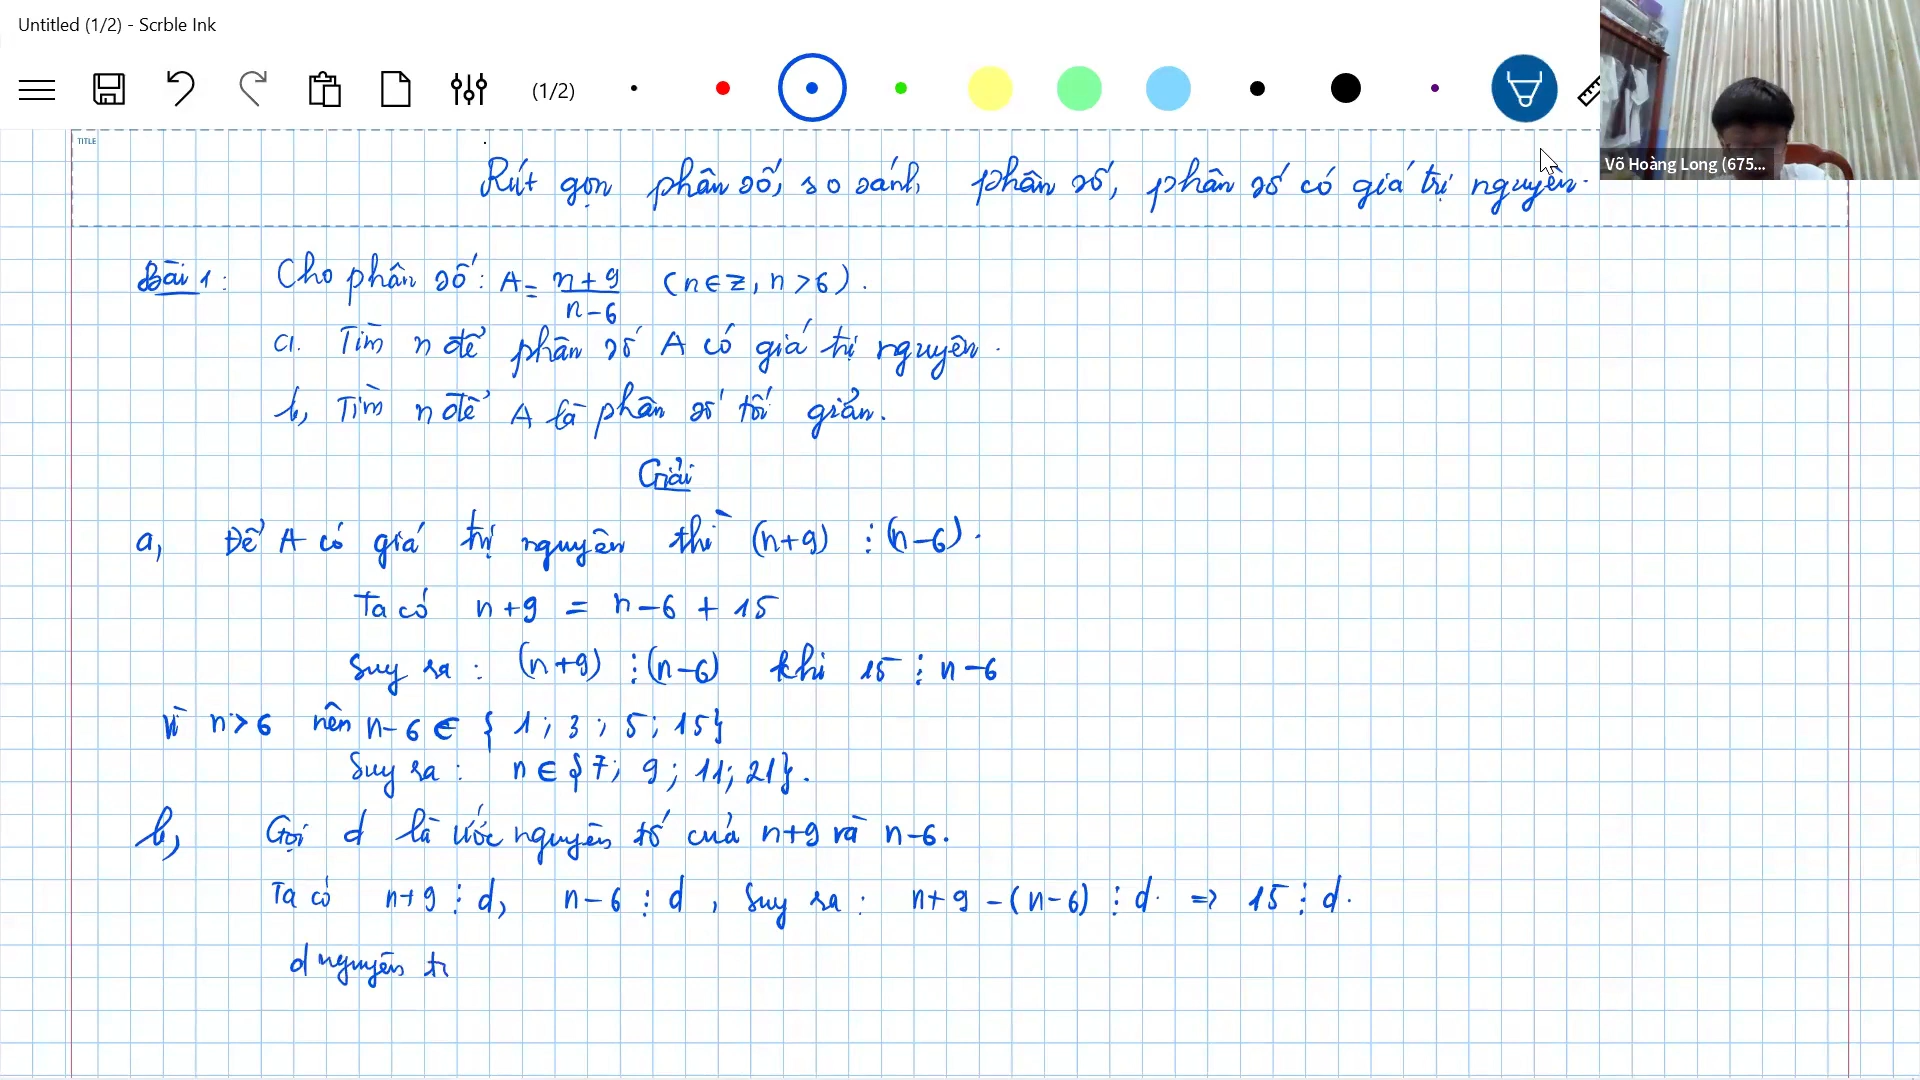 Untitled (1/2) - Scrble Ink
(1/2)
Võ Hoàng Long (675...
TITLE
Rút gọn phân số, so sánh phân số, phân số có giá trị nguyên.
Bài 1: Cho phân số: A = \frac{n+9}{n-6} (n ∈ Z, n > 6).
a. Tìm n để phân số A có giá trị nguyên.
b, Tìm n để A là phân số tối giản.
Giải
a, Để A có giá trị nguyên thì (n+9) ⋮ (n-6).
Ta có n+9 = n-6 + 15
Suy ra: (n+9) ⋮ (n-6) khi 15 ⋮ n-6
Vì n > 6 nên n-6 ∈ { 1; 3; 5; 15}
Suy ra: n ∈ {7; 9; 11; 21}.
b, Gọi d là ước nguyên tố của n+9 và n-6.
Ta có n+9 ⋮ d, n-6 ⋮ d, Suy ra: n+9 -(n-6) ⋮ d. => 15 ⋮ d.
d nguyên t